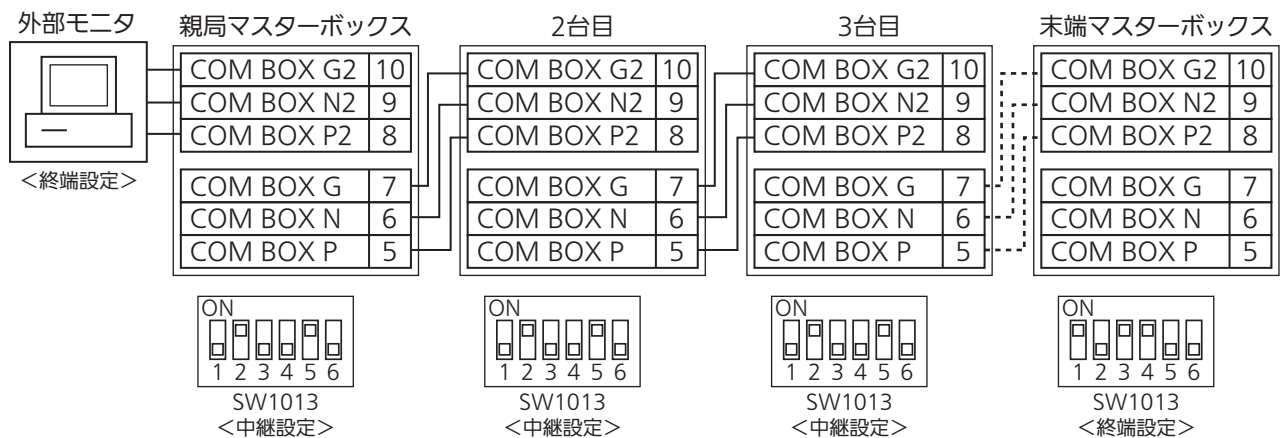 外部モニタ
<終端設定>
親局マスターボックス
COM BOX G2 10
COM BOX N2 9
COM BOX P2 8
COM BOX G 7
COM BOX N 6
COM BOX P 5
ON
1 2 3 4 5 6
SW1013
<中継設定>
2台目
COM BOX G2 10
COM BOX N2 9
COM BOX P2 8
COM BOX G 7
COM BOX N 6
COM BOX P 5
ON
1 2 3 4 5 6
SW1013
<中継設定>
3台目
COM BOX G2 10
COM BOX N2 9
COM BOX P2 8
COM BOX G 7
COM BOX N 6
COM BOX P 5
ON
1 2 3 4 5 6
SW1013
<中継設定>
末端マスターボックス
COM BOX G2 10
COM BOX N2 9
COM BOX P2 8
COM BOX G 7
COM BOX N 6
COM BOX P 5
ON
1 2 3 4 5 6
SW1013
<終端設定>